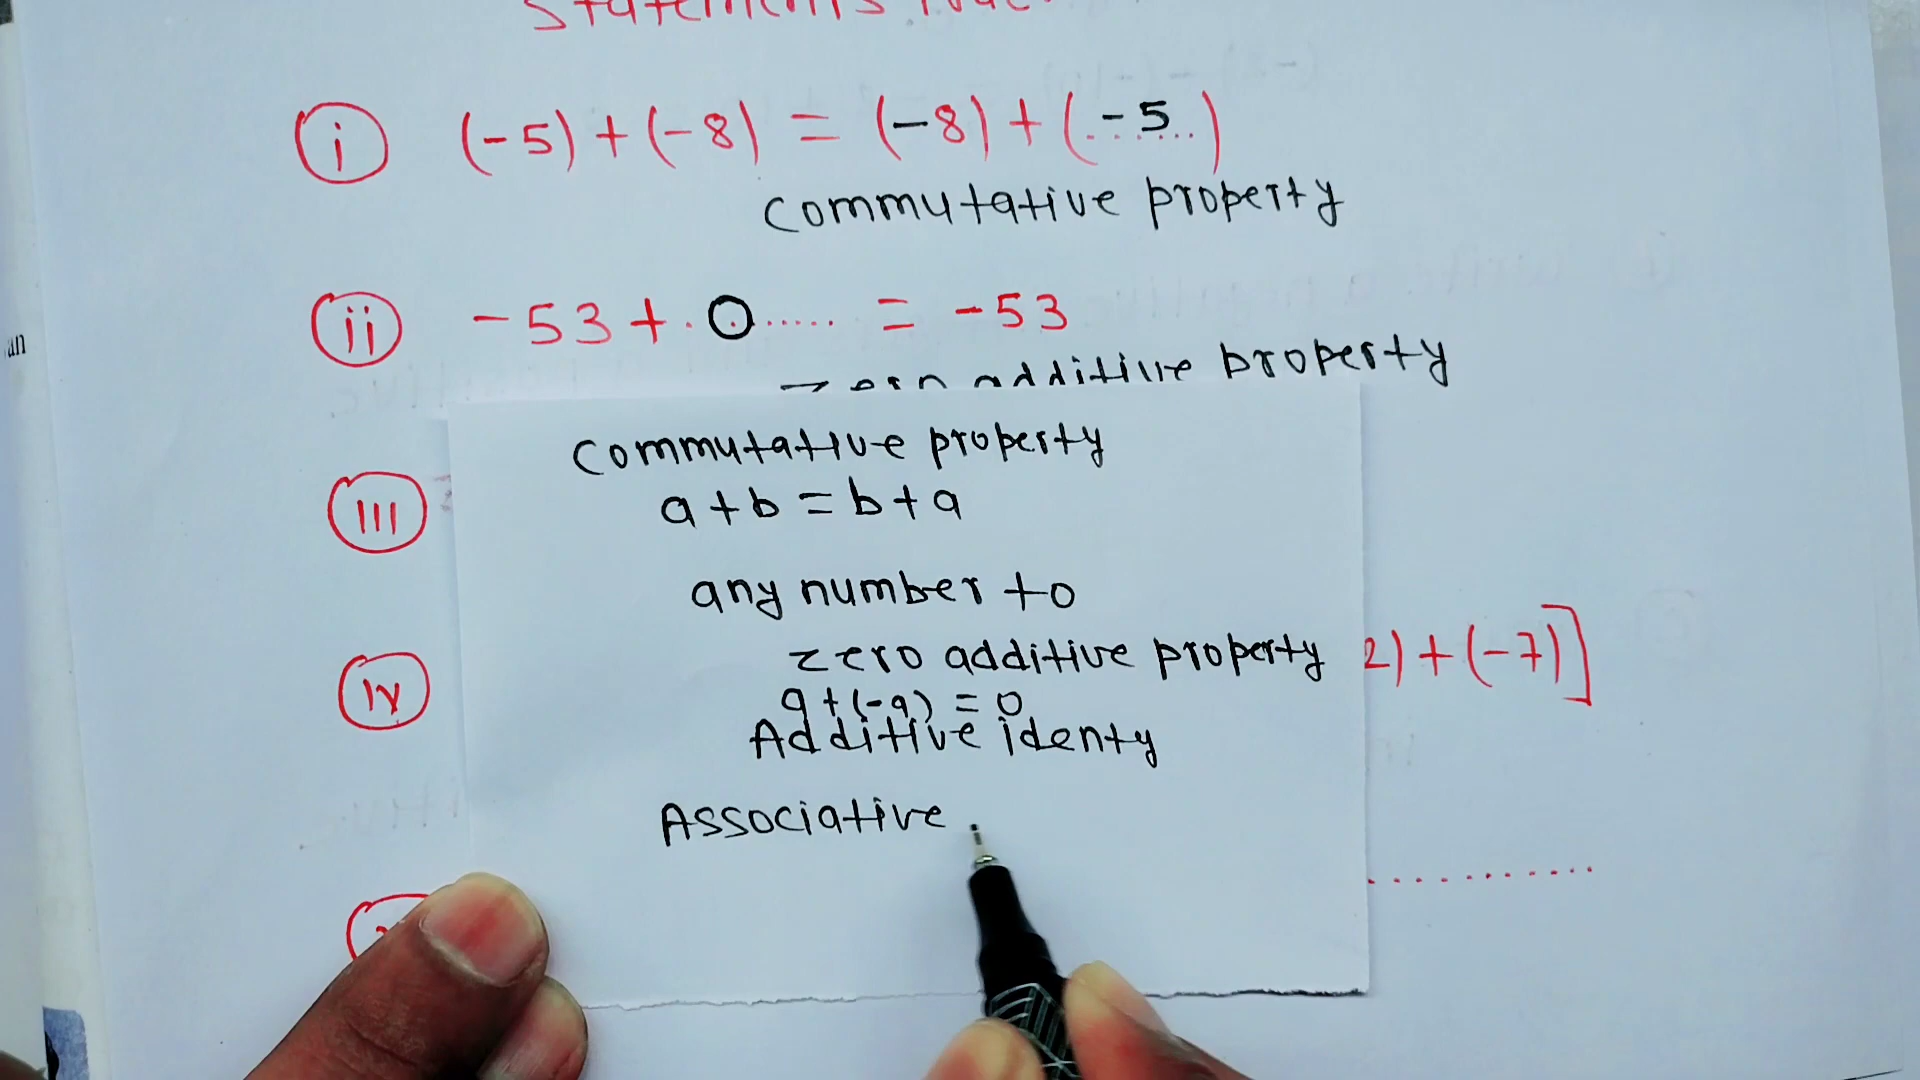 (i) (-5) + (-8) = (-8) + (.-5..)
Commutative property
(ii) -53 + .0..... = -53
additive property
Commutative property
a + b = b + a
any number to
zero additive property
a + (-a) = 0
Additive identy
Associative
(iii)
(iv) 2) + (-7)]
...........
an